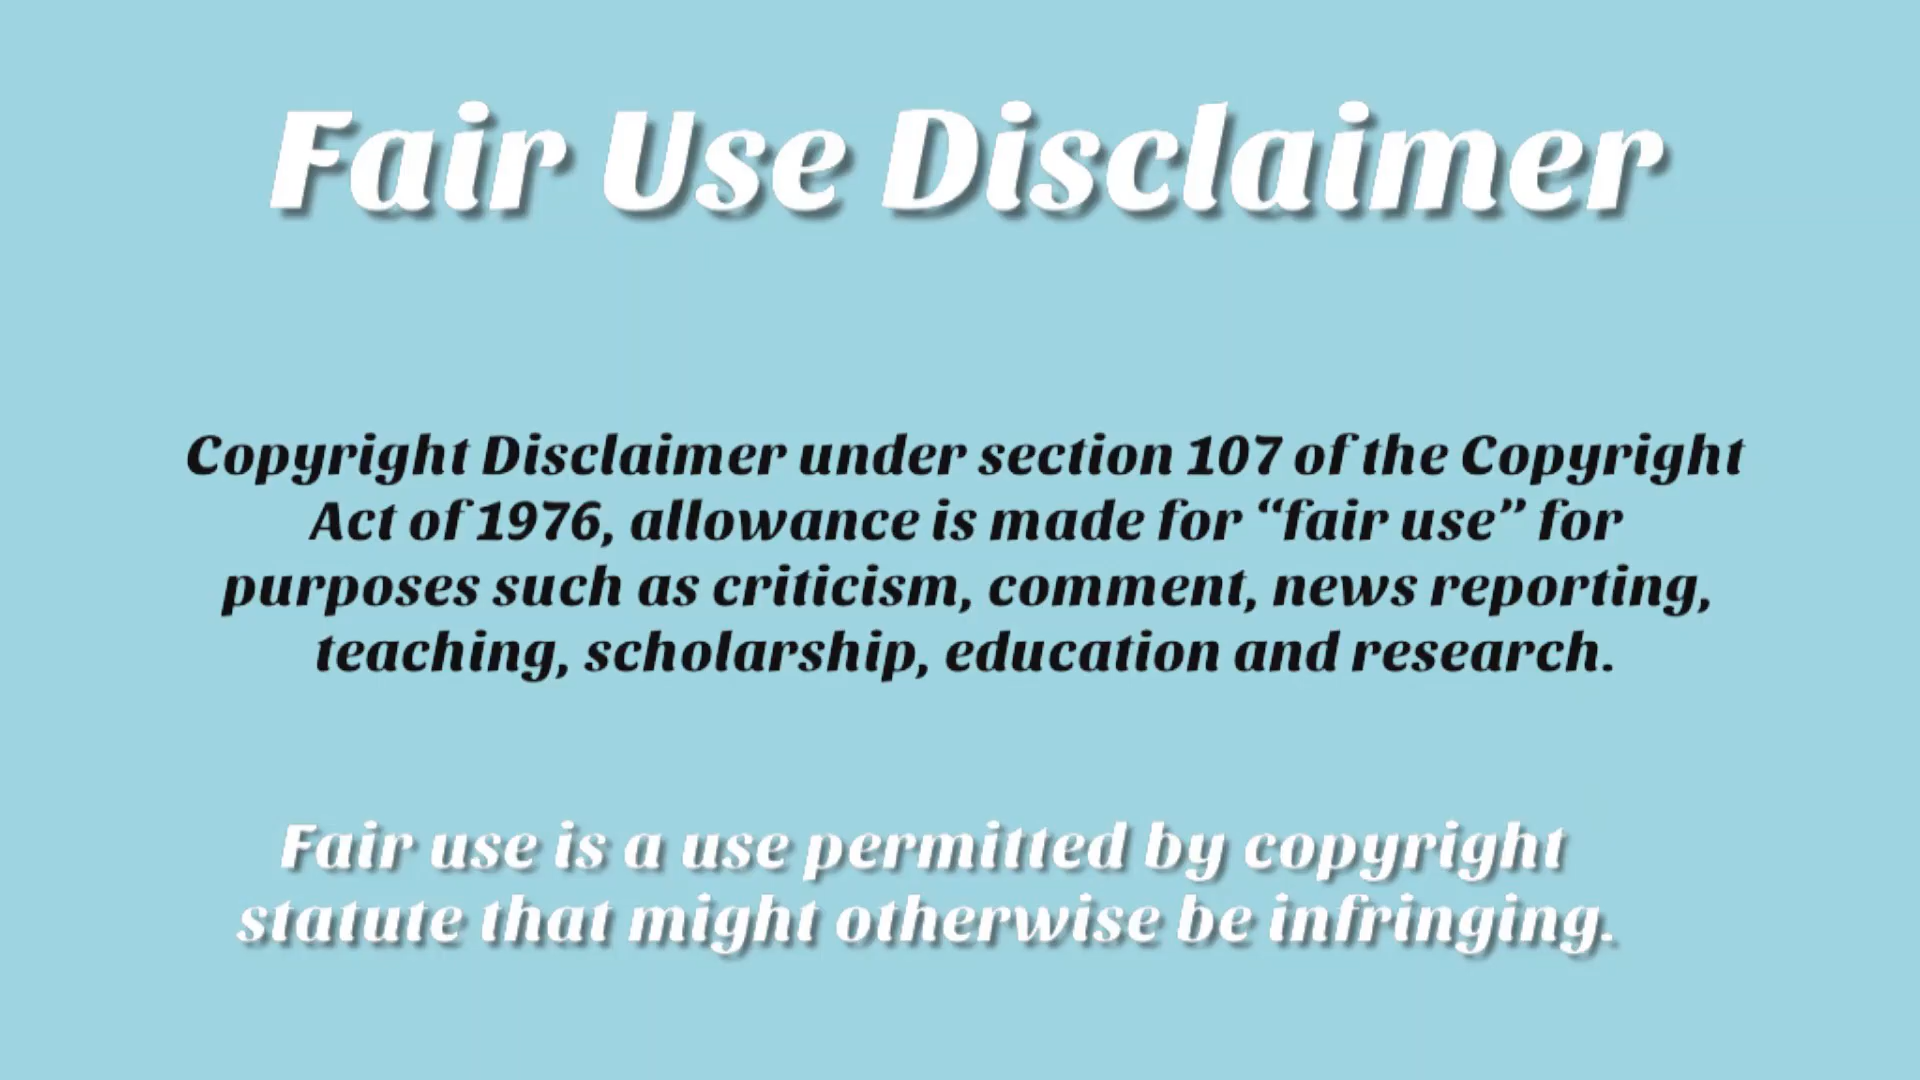 Fair Use Disclaimer
Copyright Disclaimer under section 107 of the Copyright
Act of 1976, allowance is made for “fair use” for
purposes such as criticism, comment, news reporting,
teaching, scholarship, education and research.
Fair use is a use permitted by copyright
statute that might otherwise be infringing.